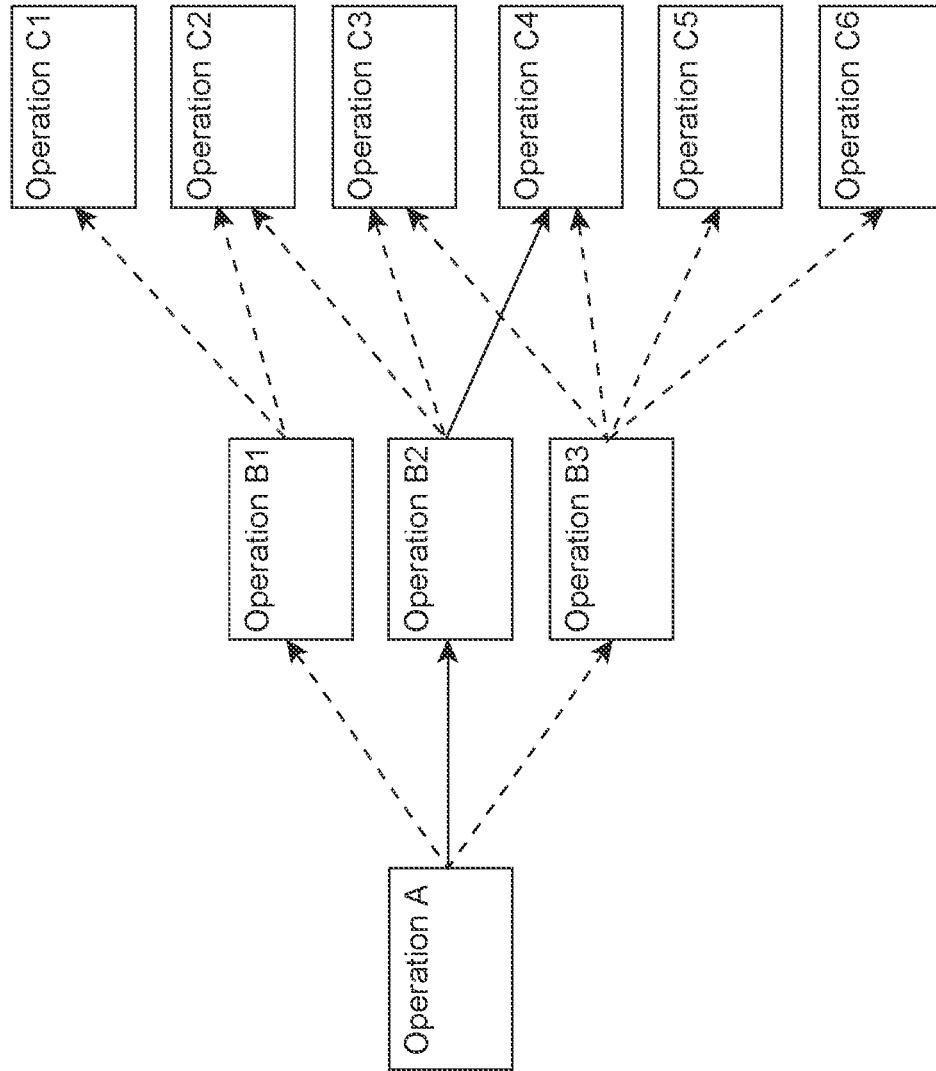 Operation A
Operation B1
Operation B2
Operation B3
Operation C1
Operation C2
Operation C3
Operation C4
Operation C5
Operation C6